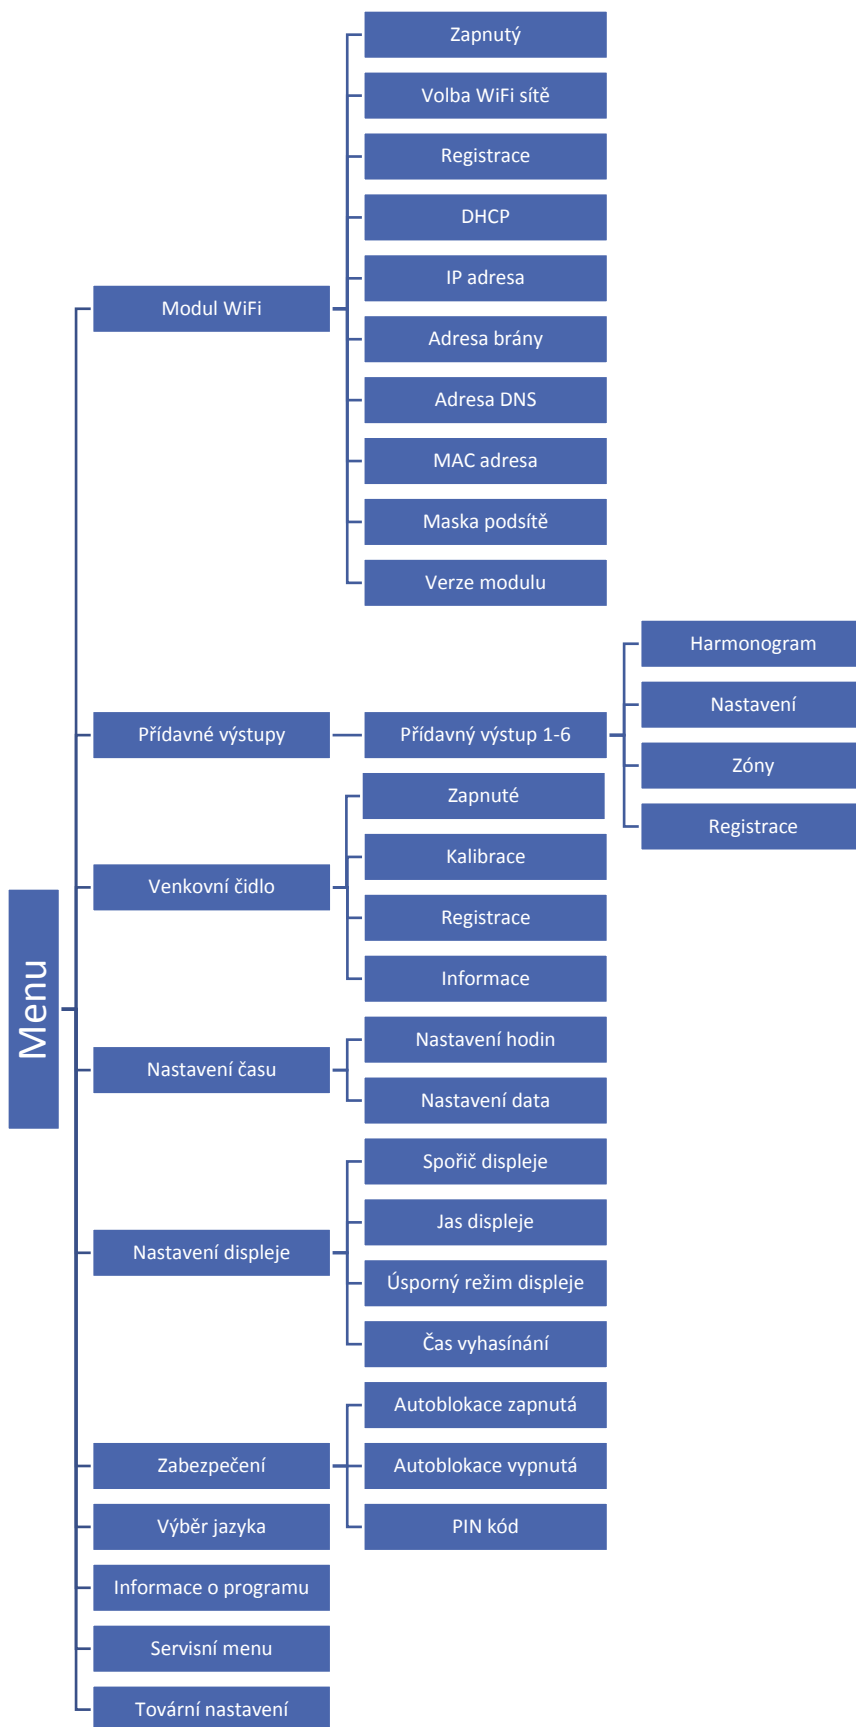 Menu
Modul WiFi
Zapnutý
Volba WiFi sítě
Registrace
DHCP
IP adresa
Adresa brány
Adresa DNS
MAC adresa
Maska podsítě
Verze modulu
Přídavné výstupy
Přídavný výstup 1-6
Harmonogram
Nastavení
Zóny
Registrace
Venkovní čidlo
Zapnuté
Kalibrace
Registrace
Informace
Nastavení času
Nastavení hodin
Nastavení data
Nastavení displeje
Spořič displeje
Jas displeje
Úsporný režim displeje
Čas vyhasínání
Zabezpečení
Autoblokace zapnutá
Autoblokace vypnutá
PIN kód
Výběr jazyka
Informace o programu
Servisní menu
Tovární nastavení